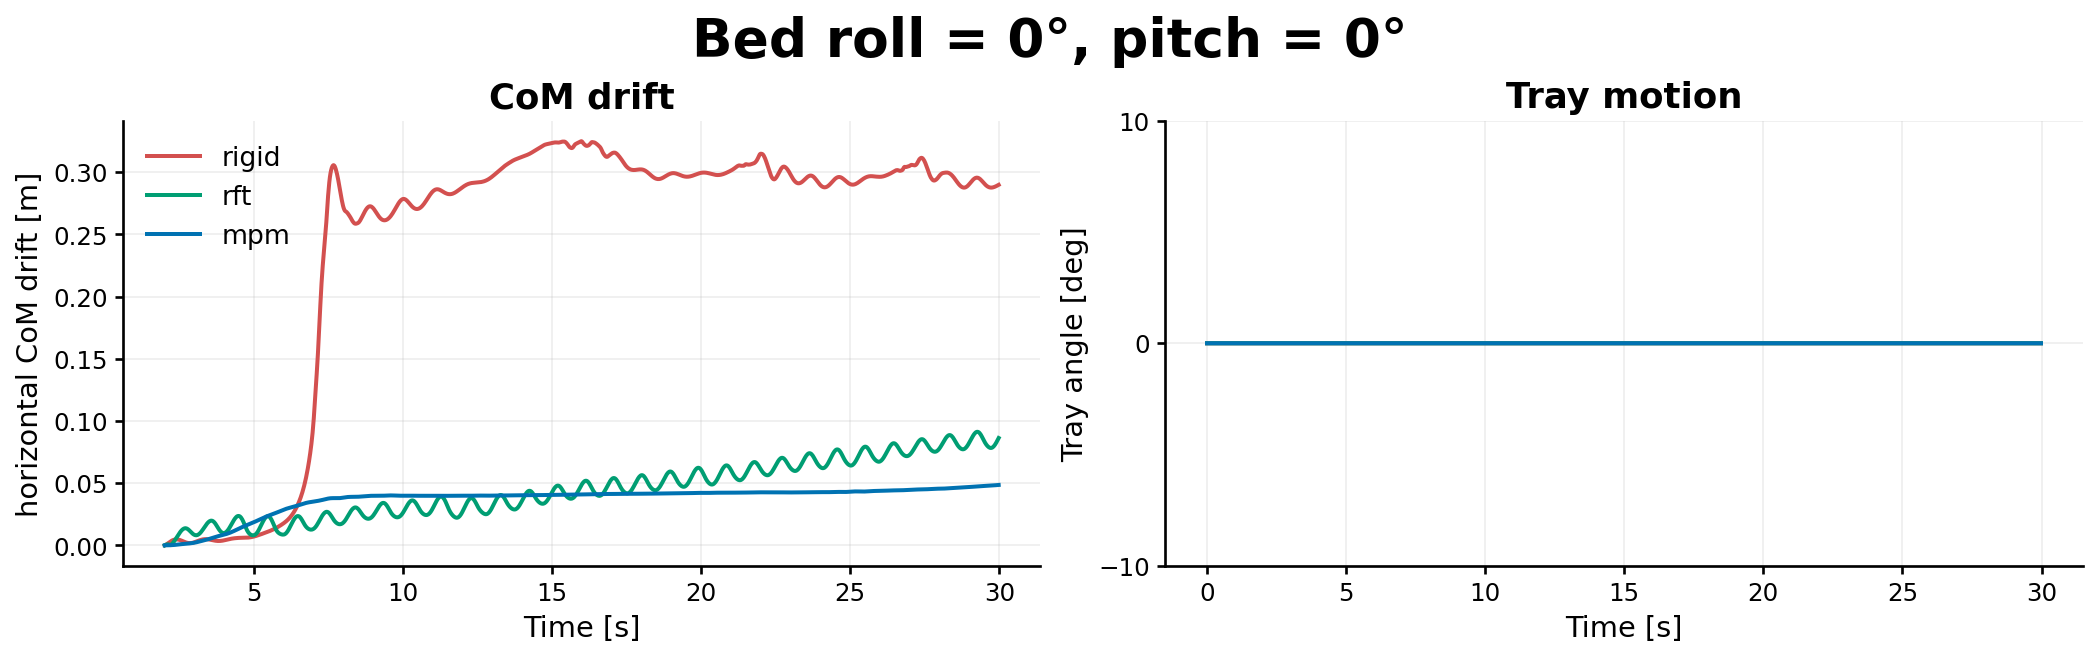 Bed roll = 0°, pitch = 0°
CoM drift
horizontal CoM drift [m]
0.30
0.25
0.20
0.15
0.10
0.05
0.00
rigid
rft
mpm
5
10
15
20
25
30
Time [s]
Tray motion
Tray angle [deg]
10
0
−10
0
5
10
15
20
25
30
Time [s]